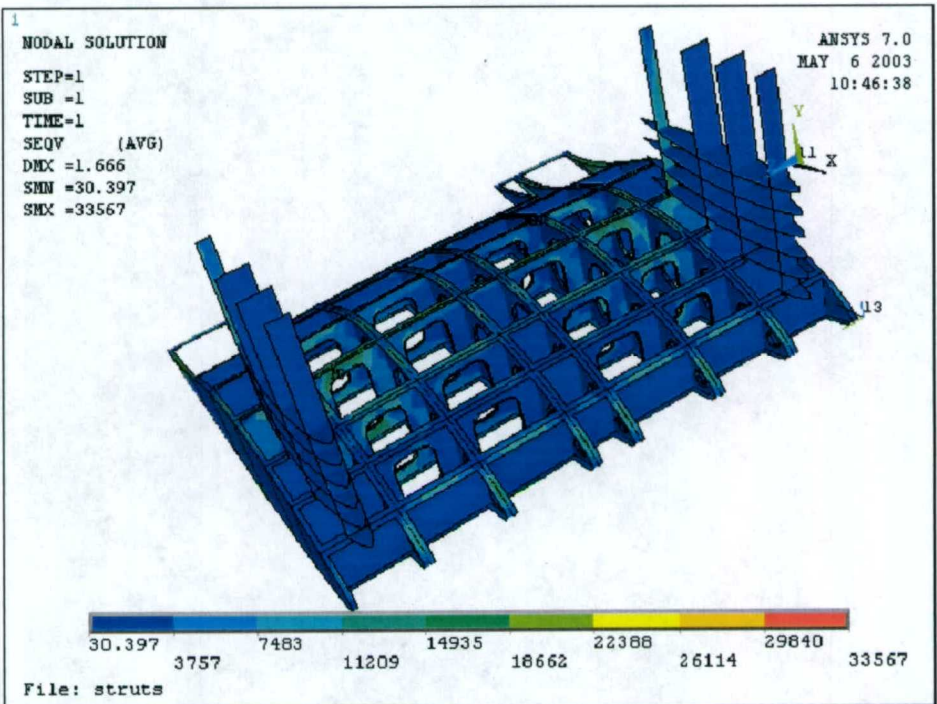 1
NODAL SOLUTION
STEP=1
SUB =1
TIME=1
SEQV (AVG)
DMX =1.666
SMN =30.397
SMX =33567
ANSYS 7.0
MAY 6 2003
10:46:38
Y
X
13
30.397 7483 14935 22388 29840
3757 11209 18662 26114 33567
File: struts